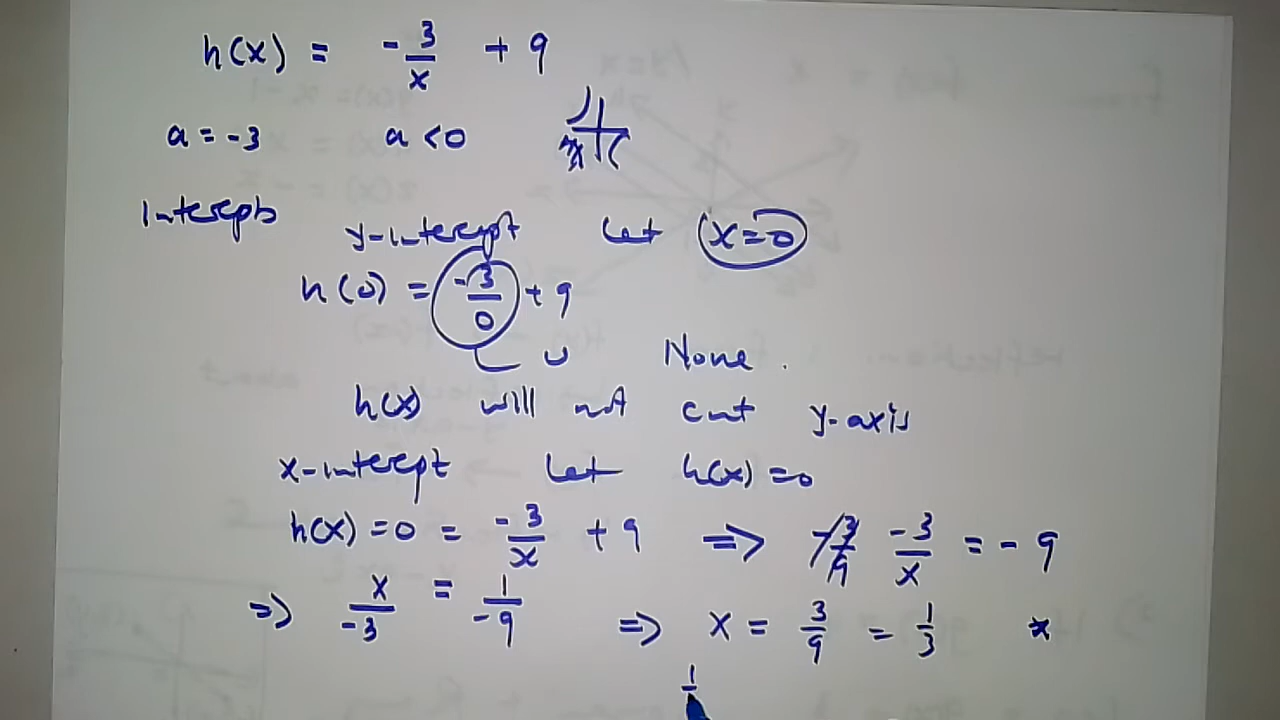 h(x) = -3/x + 9
a = -3 a < 0
Intercepts
y-intercept Let x = 0
h(0) = -3/0 + 9
U None .
h(x) will not cut y-axis
x-intercept Let h(x) = 0
h(x) = 0 = -3/x + 9 => -3/x = -9
=> x/-3 = 1/-9 => x = 3/9 = 1/3 *
1